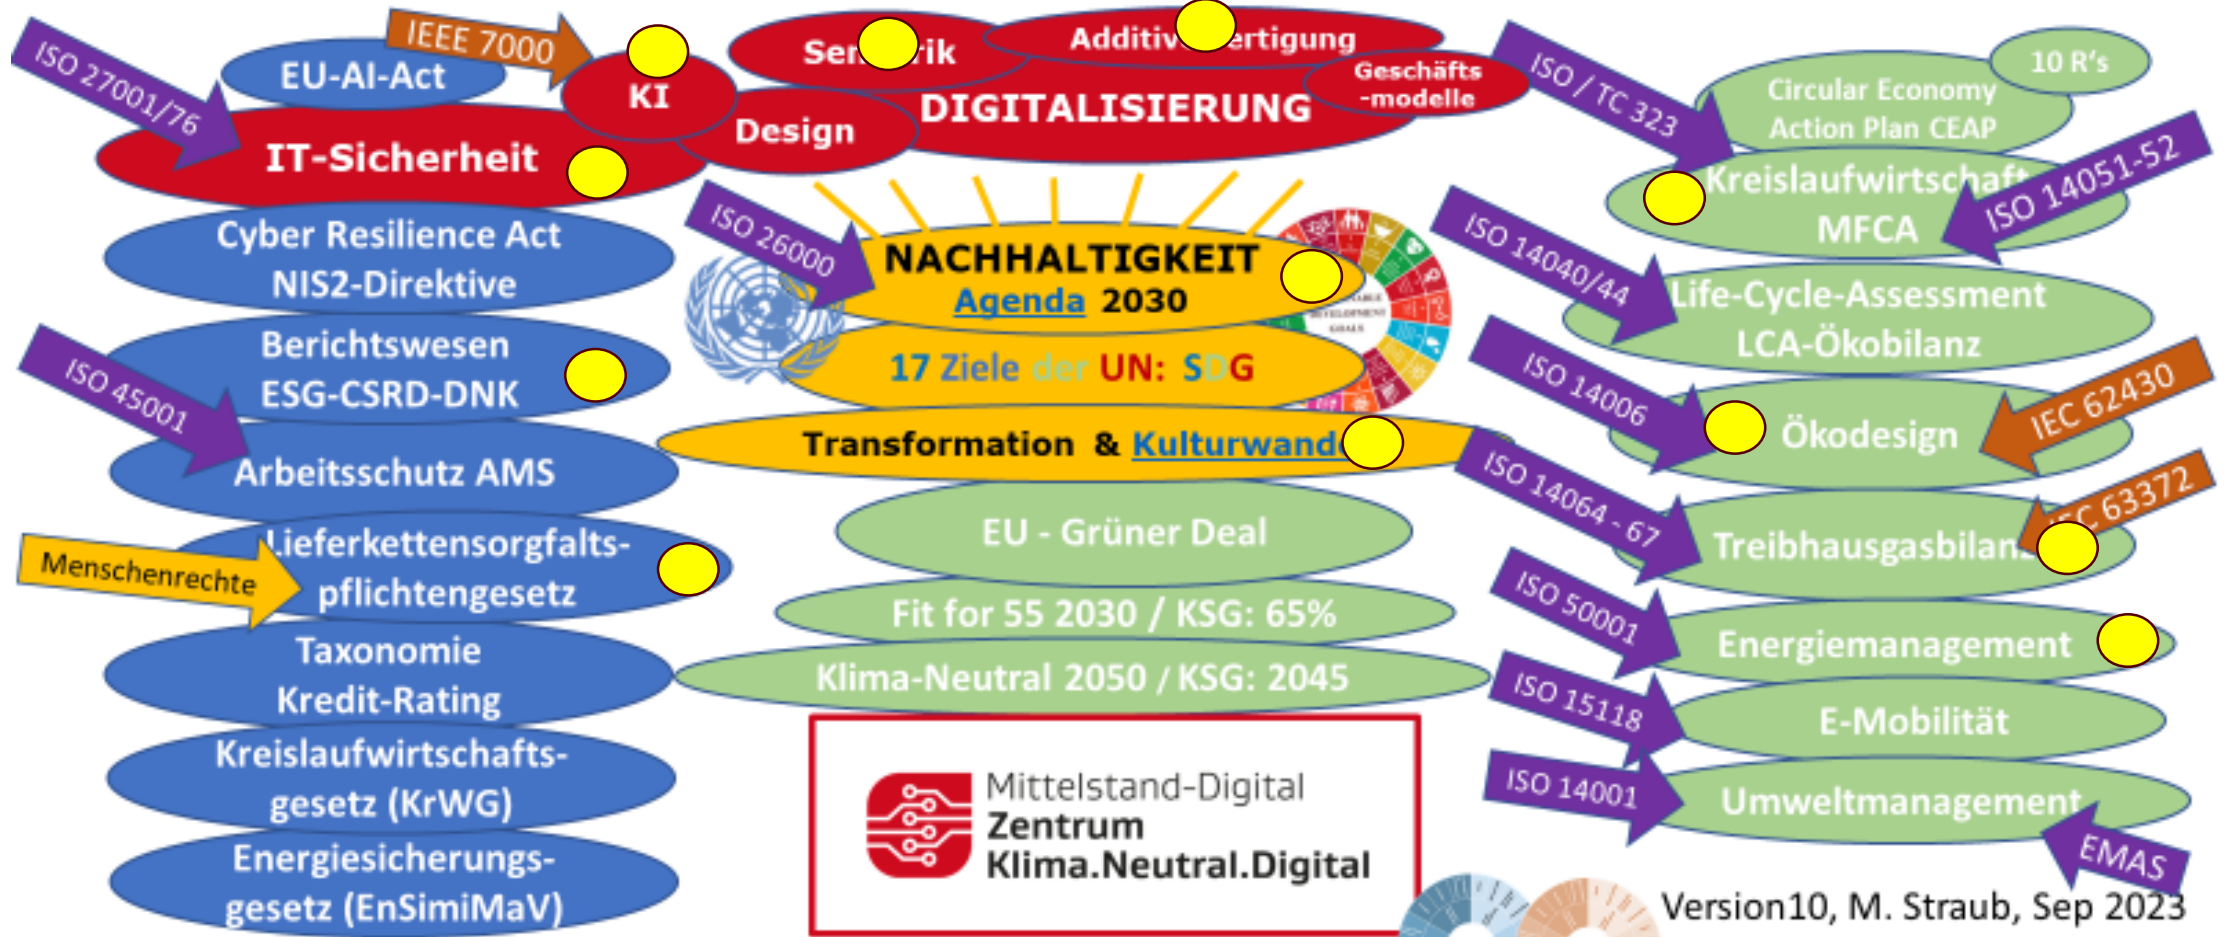 ISO 27001/76
EU-AI-Act
IEEE 7000
KI
IT-Sicherheit
Design
DIGITALISIERUNG
Geschäfts
-modelle
Cyber Resilience Act
NIS2-Direktive
Berichtswesen
ESG-CSRD-DNK
ISO 45001
Arbeitsschutz AMS
Menschenrechte
Lieferkettensorgfalts-
pflichtengesetz
Taxonomie
Kredit-Rating
Kreislaufwirtschafts-
gesetz (KrWG)
Energiesicherungs-
gesetz (EnSimiMaV)
ISO 26000
NACHHALTIGKEIT
Agenda 2030
17 Ziele der UN: SDG
Transformation &
EU - Grüner Deal
Fit for 55 2030 / KSG: 65%
Klima-Neutral 2050 / KSG: 2045
Mittelstand-Digital
Zentrum
Klima.Neutral.Digital
ISO / TC 323
10 R's
Circular Economy
Action Plan CEAP
Kreislaufwirtschaft
MFCA
ISO 14051-52
ISO 14040/44
Life-Cycle-Assessment
LCA-Ökobilanz
ISO 14006
Ökodesign
IEC 62430
ISO 14064 - 67
IEC 63372
ISO 50001
Energiemanagement
ISO 15118
E-Mobilität
ISO 14001
Umweltmanagement
EMAS
Version10, M. Straub, Sep 2023